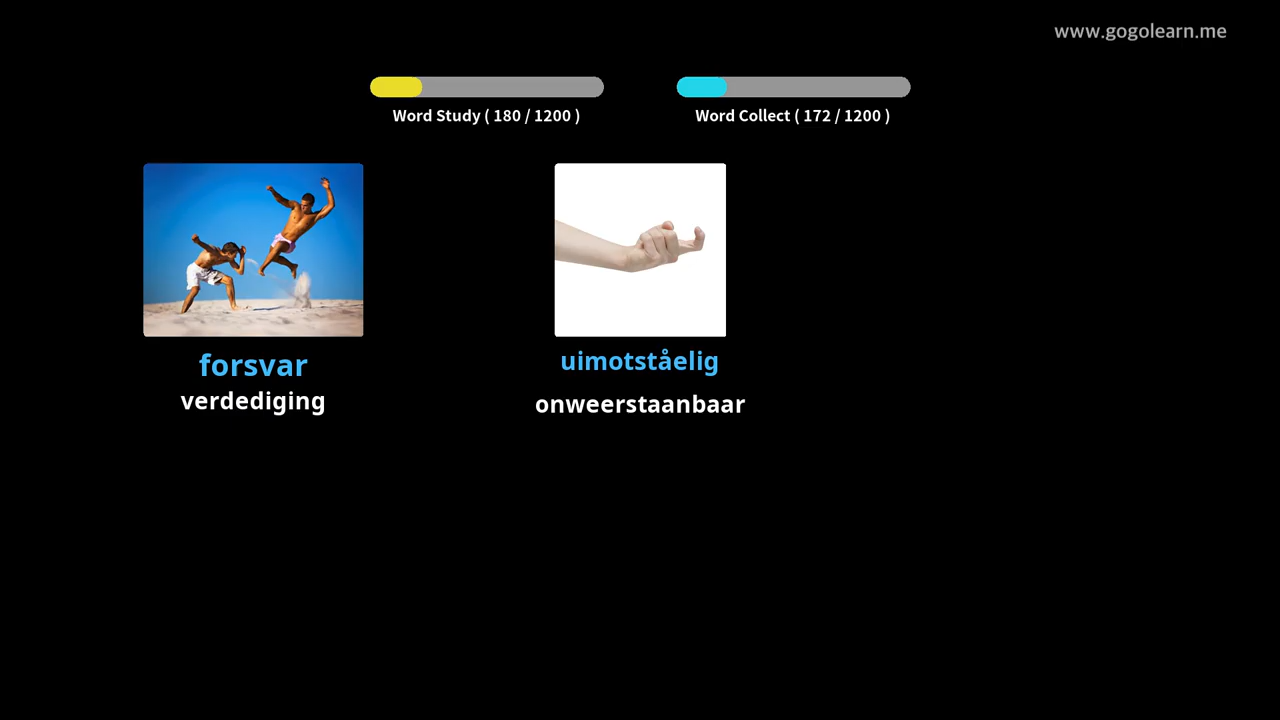 www.gogolearn.me
Word Study ( 180 / 1200 )
Word Collect ( 172 / 1200 )
forsvar
verdediging
uimotståelig
onweerstaanbaar